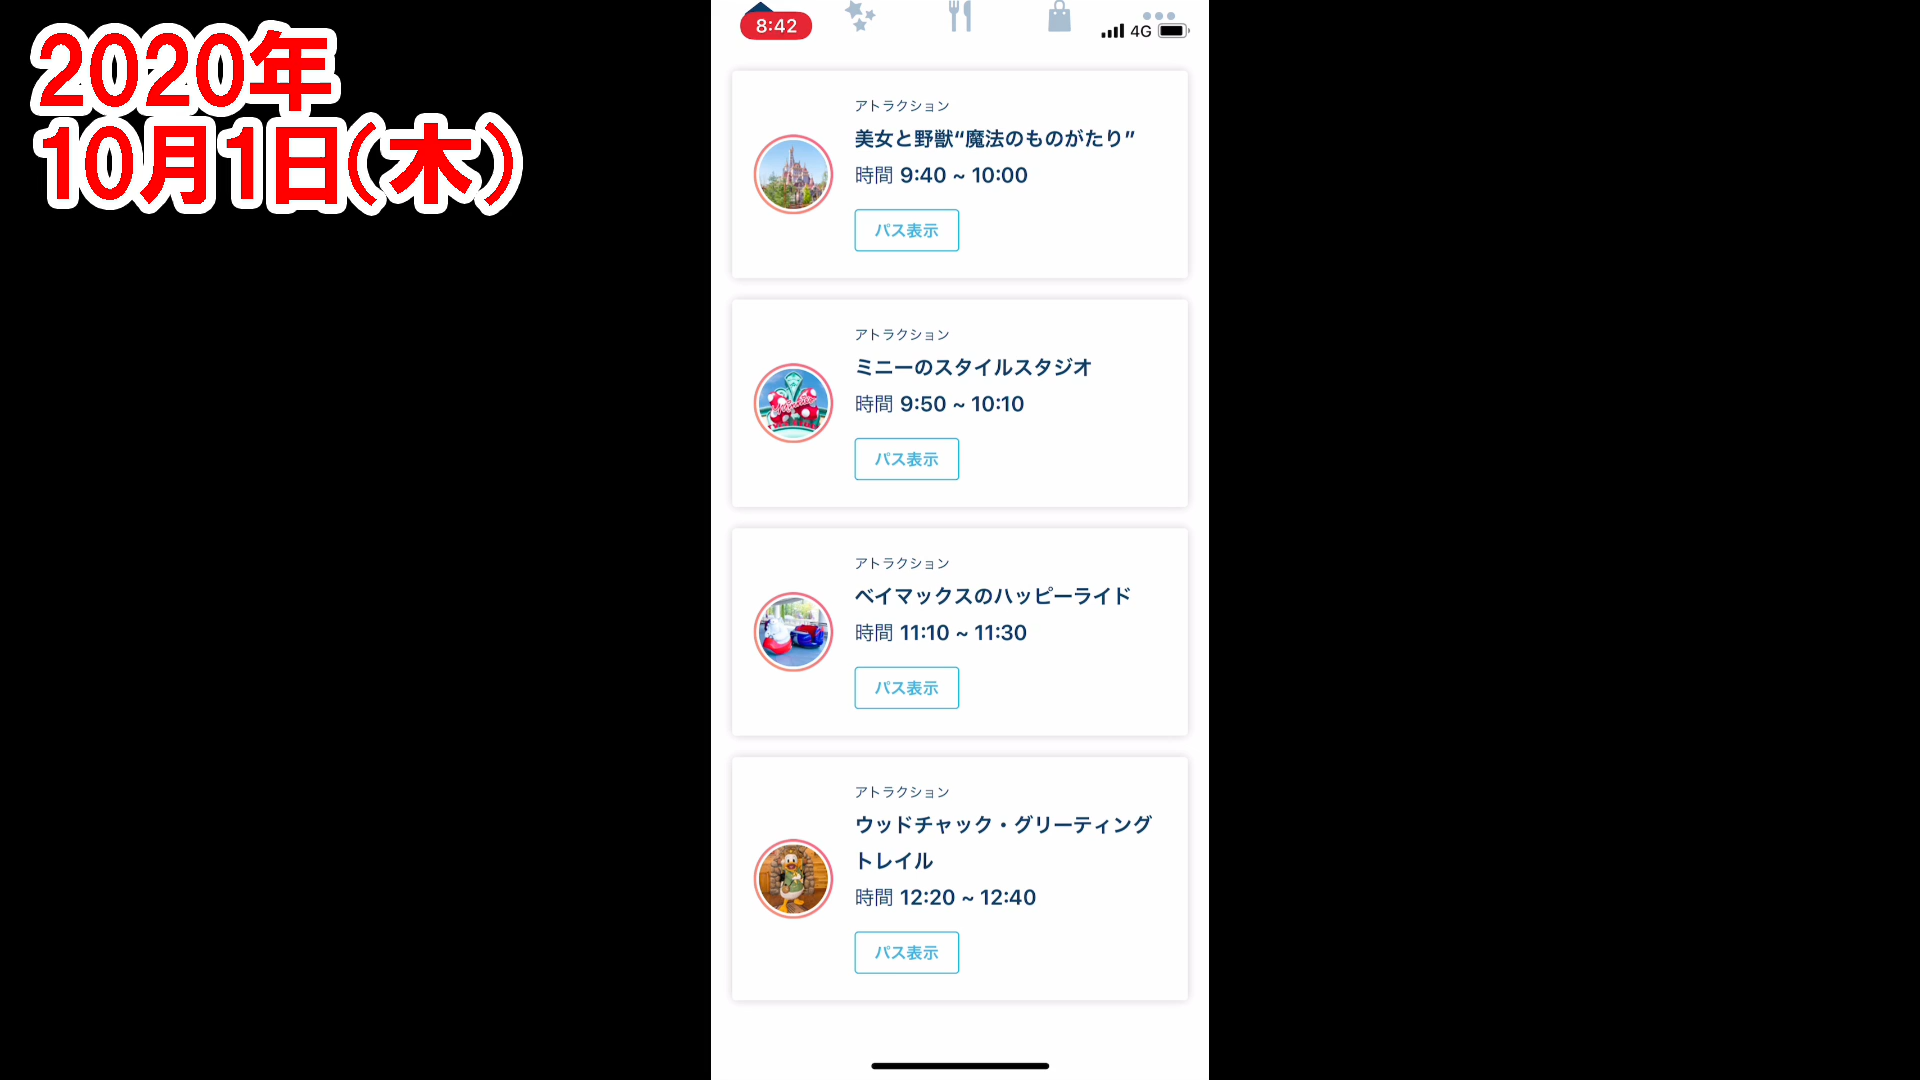 2020年
10月1日(木)
8:42
4G
アトラクション
美女と野獣“魔法のものがたり”
時間 9:40 ~ 10:00
パス表示
アトラクション
ミニーのスタイルスタジオ
時間 9:50 ~ 10:10
パス表示
アトラクション
ベイマックスのハッピーライド
時間 11:10 ~ 11:30
パス表示
アトラクション
ウッドチャック・グリーティング
トレイル
時間 12:20 ~ 12:40
パス表示